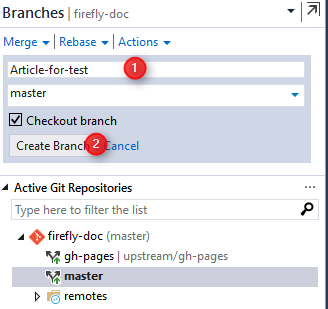 Branches | firefly-doc
Merge Rebase Actions
Article-for-test 1
master
Checkout branch
Create Branch 2 Cancel
Active Git Repositories
Type here to filter the list
firefly-doc (master)
gh-pages | upstream/gh-pages
master
remotes